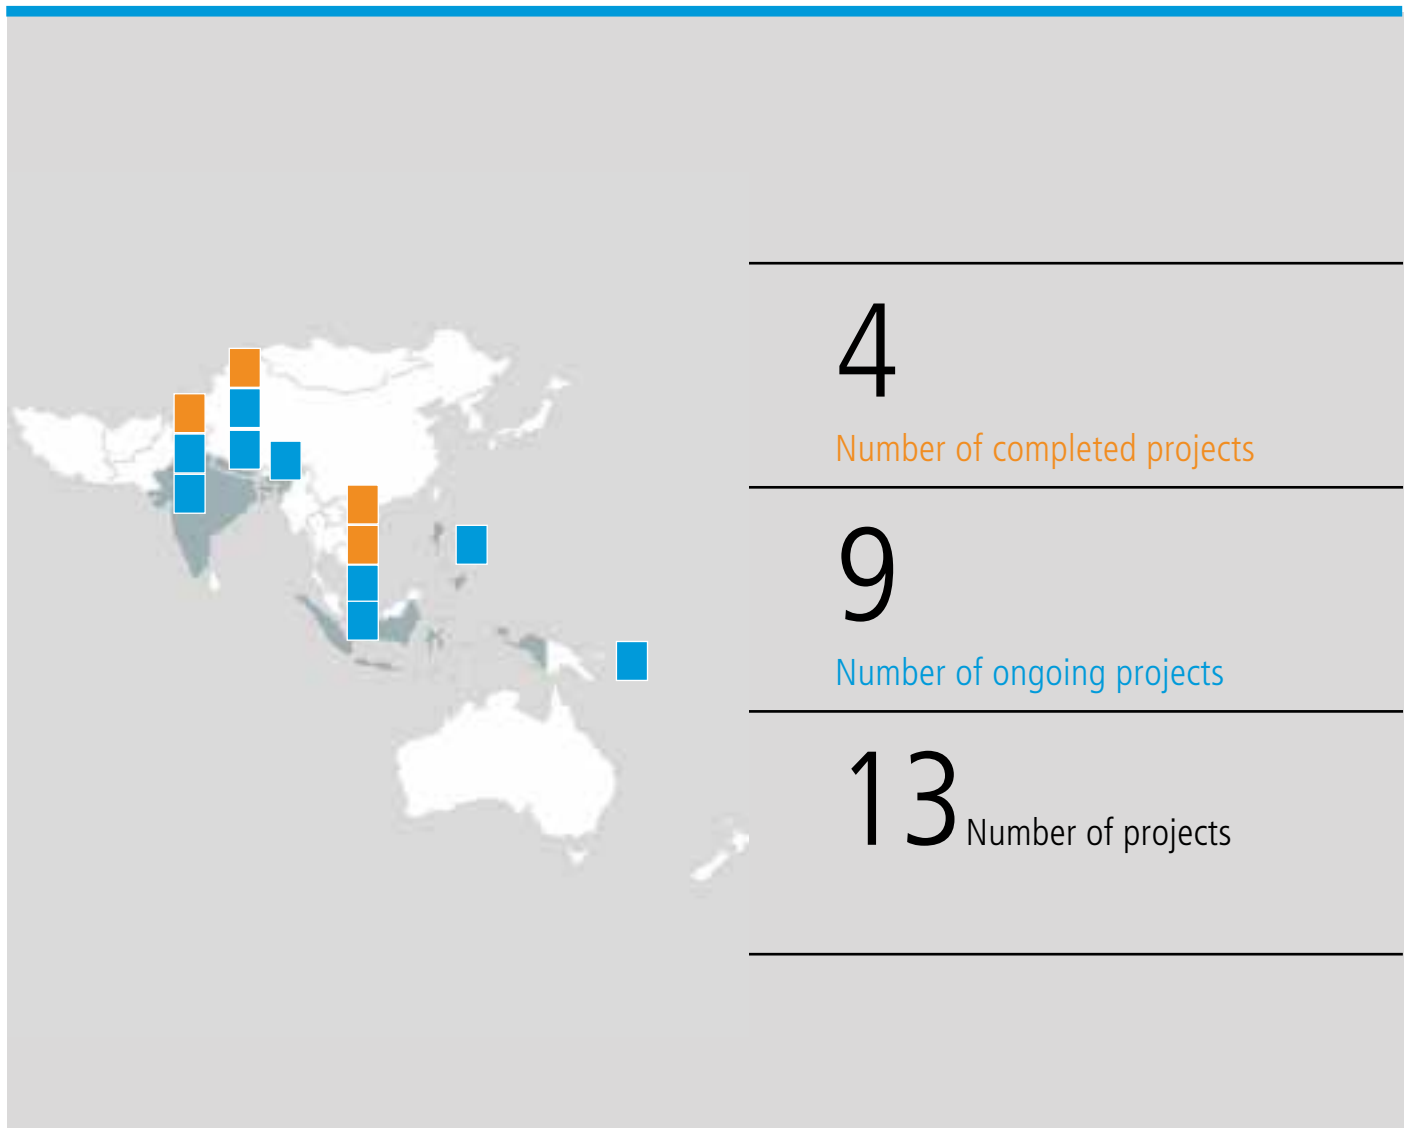 4
Number of completed projects
9
Number of ongoing projects
13 Number of projects